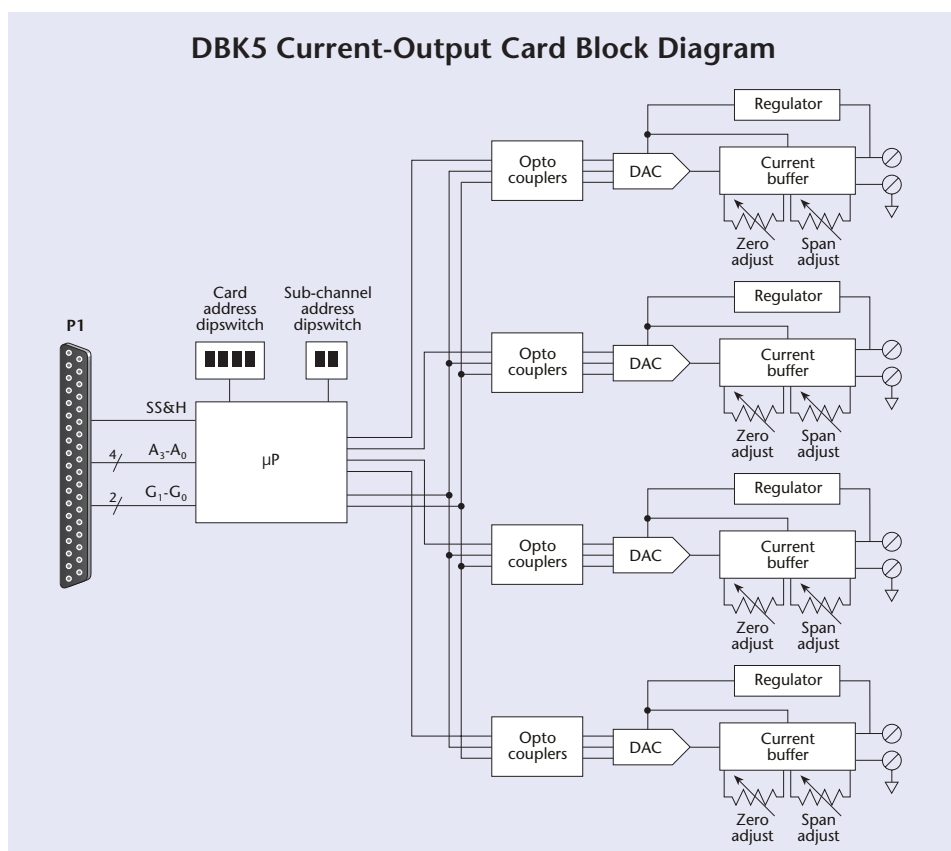 DBK5 Current-Output Card Block Diagram
Regulator
Opto
couplers
DAC
Current
buffer
Zero
adjust
Span
adjust
Card
address
dipswitch
Sub-channel
address
dipswitch
P1
Regulator
Opto
couplers
DAC
Current
buffer
Zero
adjust
Span
adjust
SS&H
4
A₃-A₀
2
G₁-G₀
µP
Regulator
Opto
couplers
DAC
Current
buffer
Zero
adjust
Span
adjust
Regulator
Opto
couplers
DAC
Current
buffer
Zero
adjust
Span
adjust